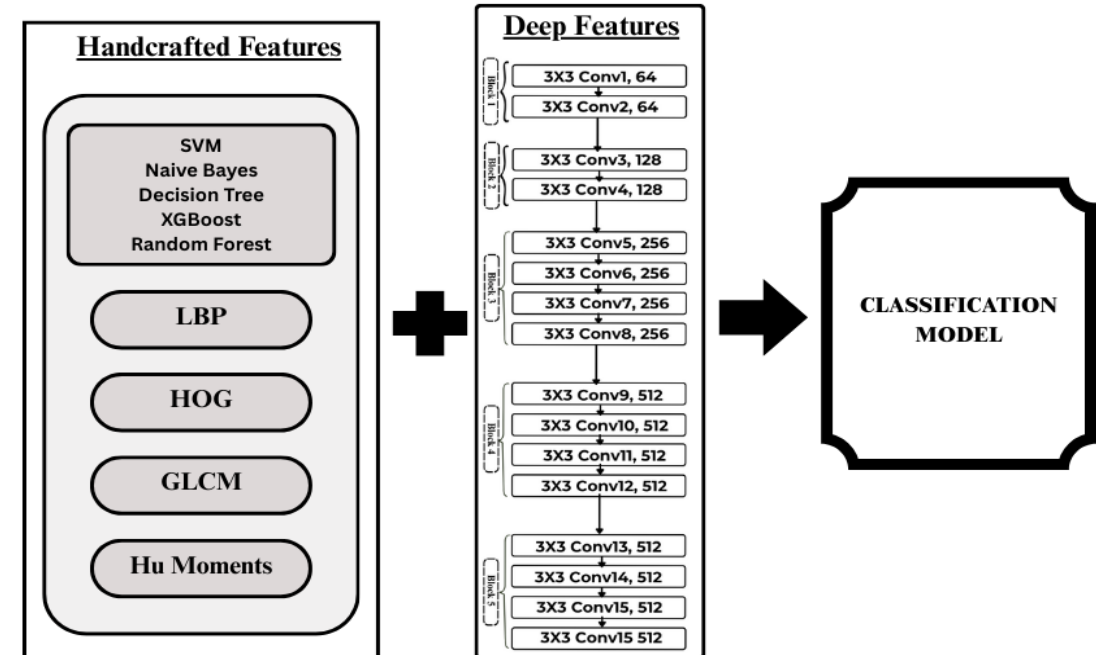 Handcrafted Features
SVM
Naive Bayes
Decision Tree
XGBoost
Random Forest
LBP
HOG
GLCM
Hu Moments
Deep Features
Block 1
3X3 Conv1, 64
3X3 Conv2, 64
Block 2
3X3 Conv3, 128
3X3 Conv4, 128
Block 3
3X3 Conv5, 256
3X3 Conv6, 256
3X3 Conv7, 256
3X3 Conv8, 256
Block 4
3X3 Conv9, 512
3X3 Conv10, 512
3X3 Conv11, 512
3X3 Conv12, 512
Block 5
3X3 Conv13, 512
3X3 Conv14, 512
3X3 Conv15, 512
3X3 Conv15 512
CLASSIFICATION
MODEL